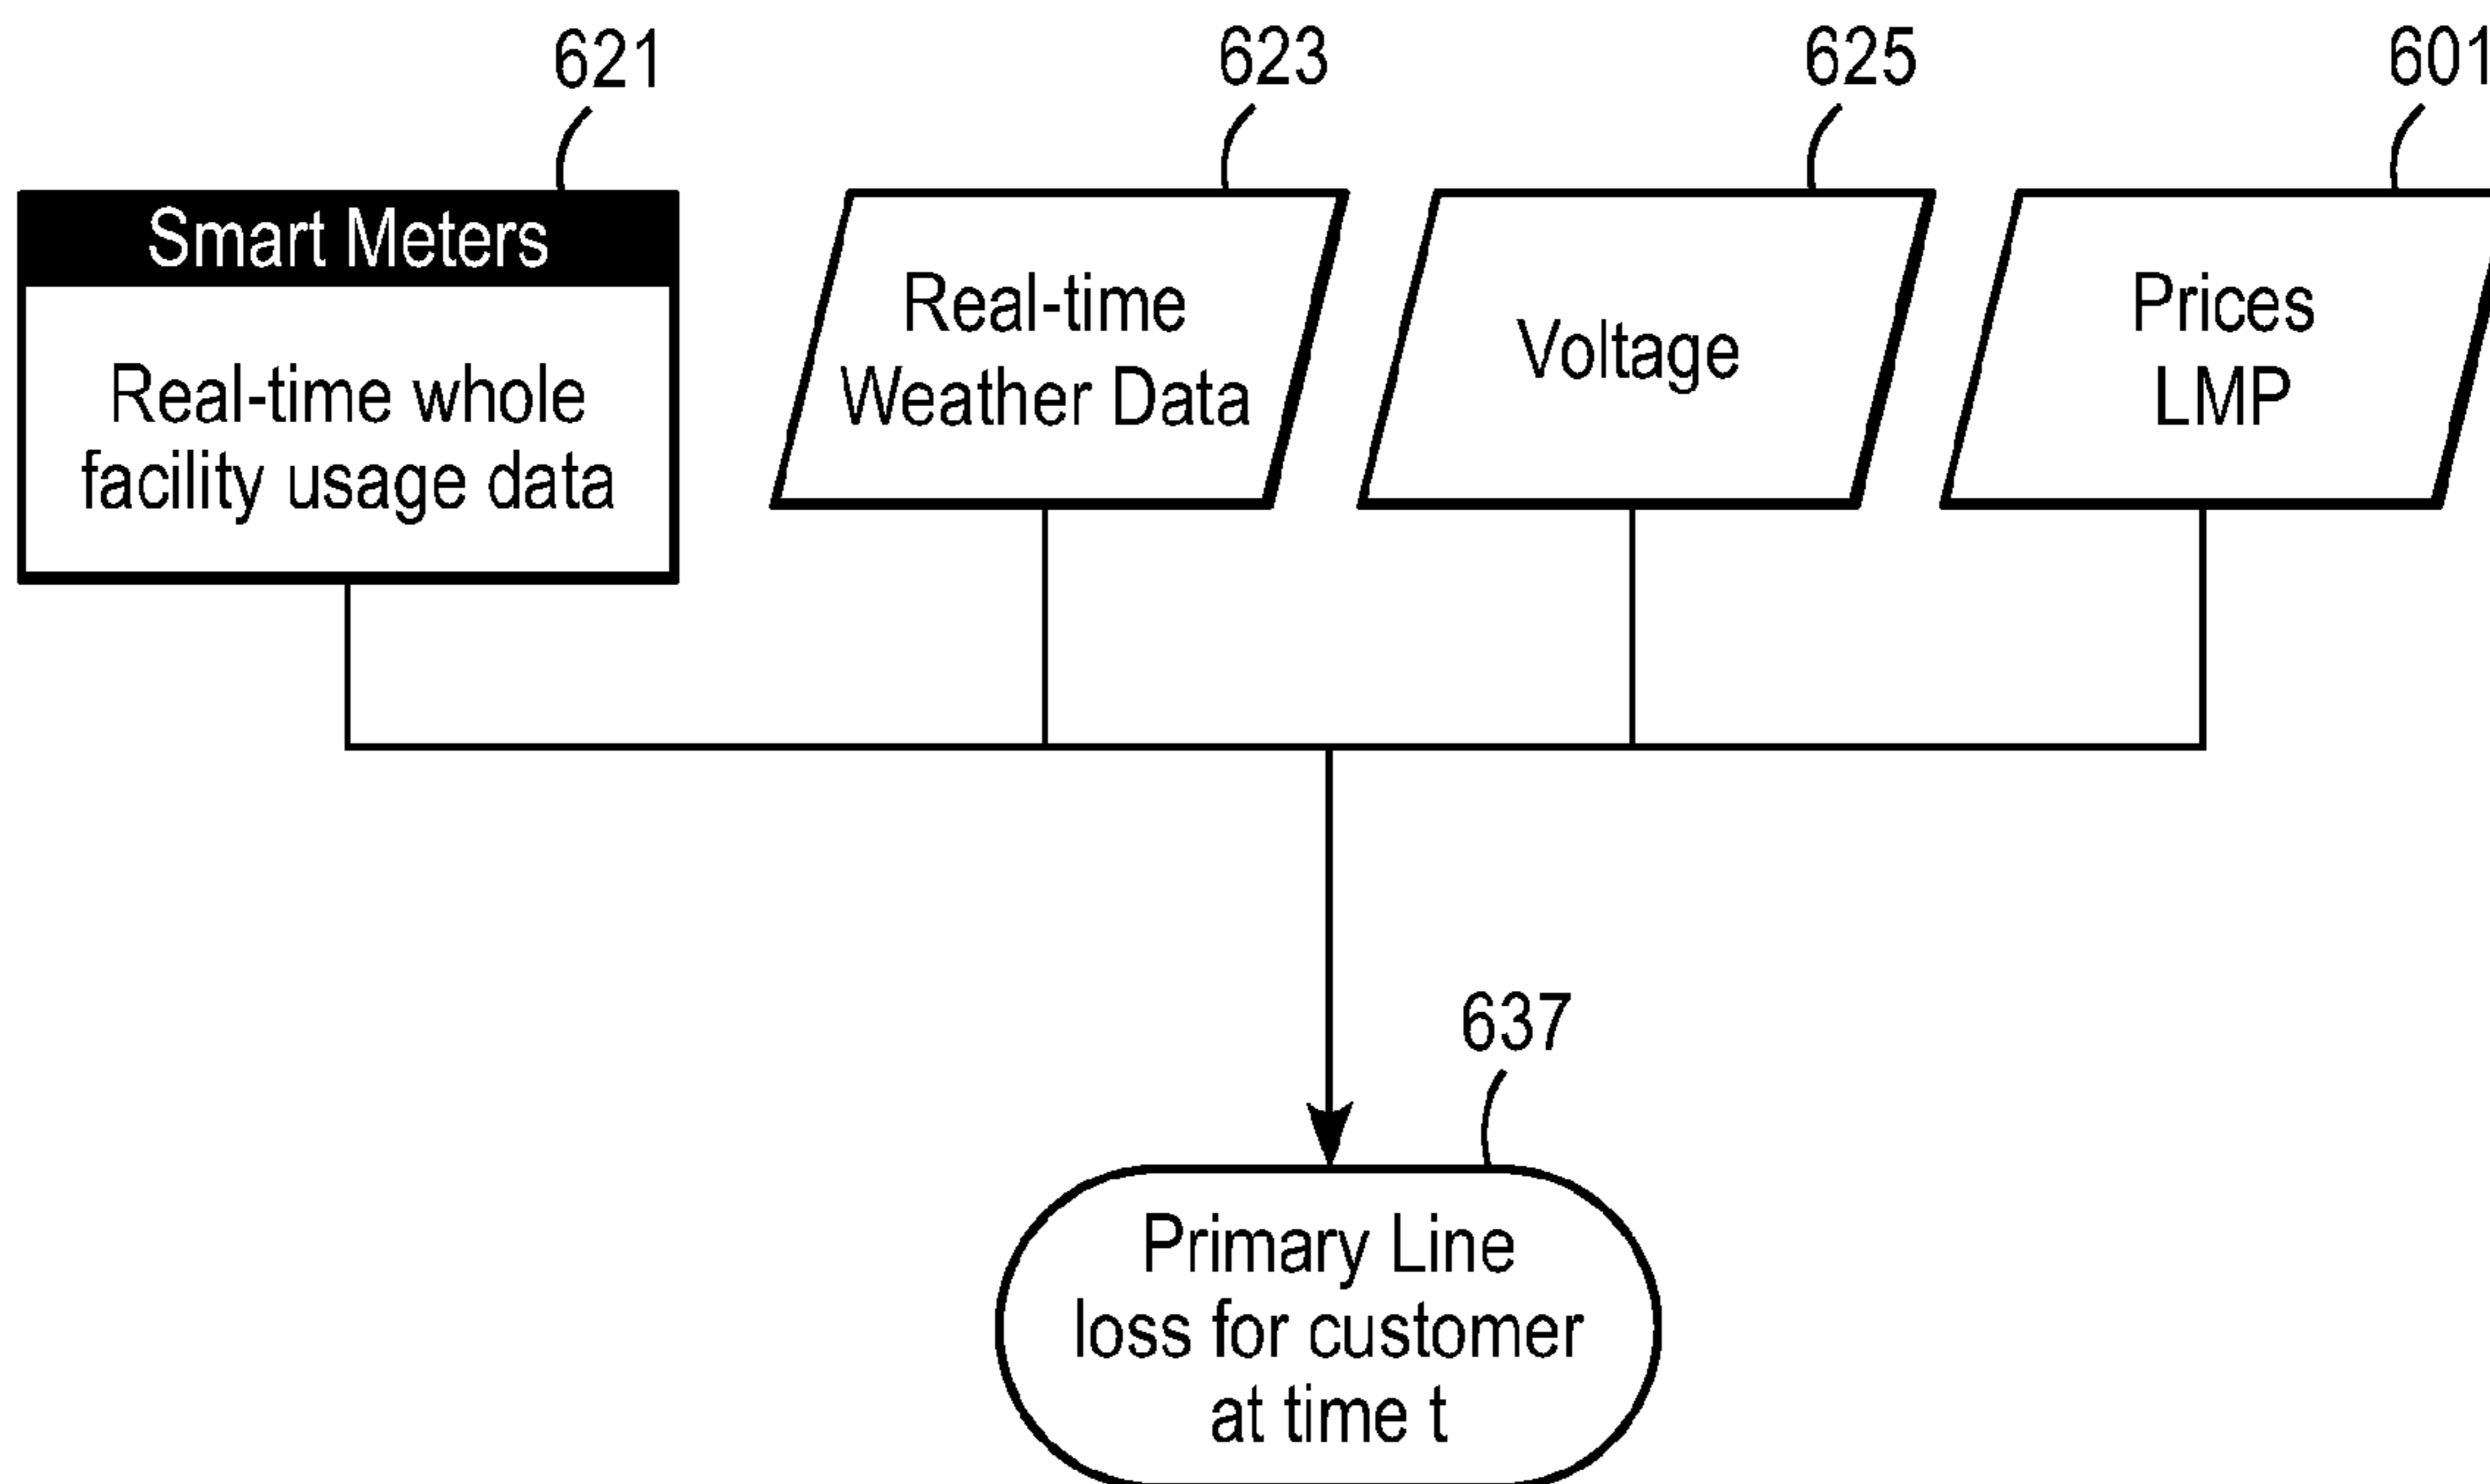 621
623
625
601
Smart Meters
Real-time whole
facility usage data
Real-time
Weather Data
Voltage
Prices
LMP
637
Primary Line
loss for customer
at time t